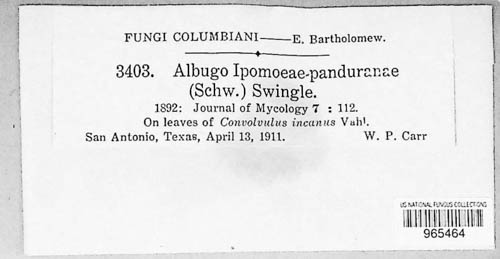 FUNGI COLUMBIANI——E. Bartholomew.
3403. Albugo Ipomoeae-panduranae
(Schw.) Swingle.
1892: Journal of Mycology 7 : 112.
On leaves of Convolvulus incanus Vahl.
San Antonio, Texas, April 13, 1911. W. P. Carr
US NATIONAL FUNGUS COLLECTIONS
965464